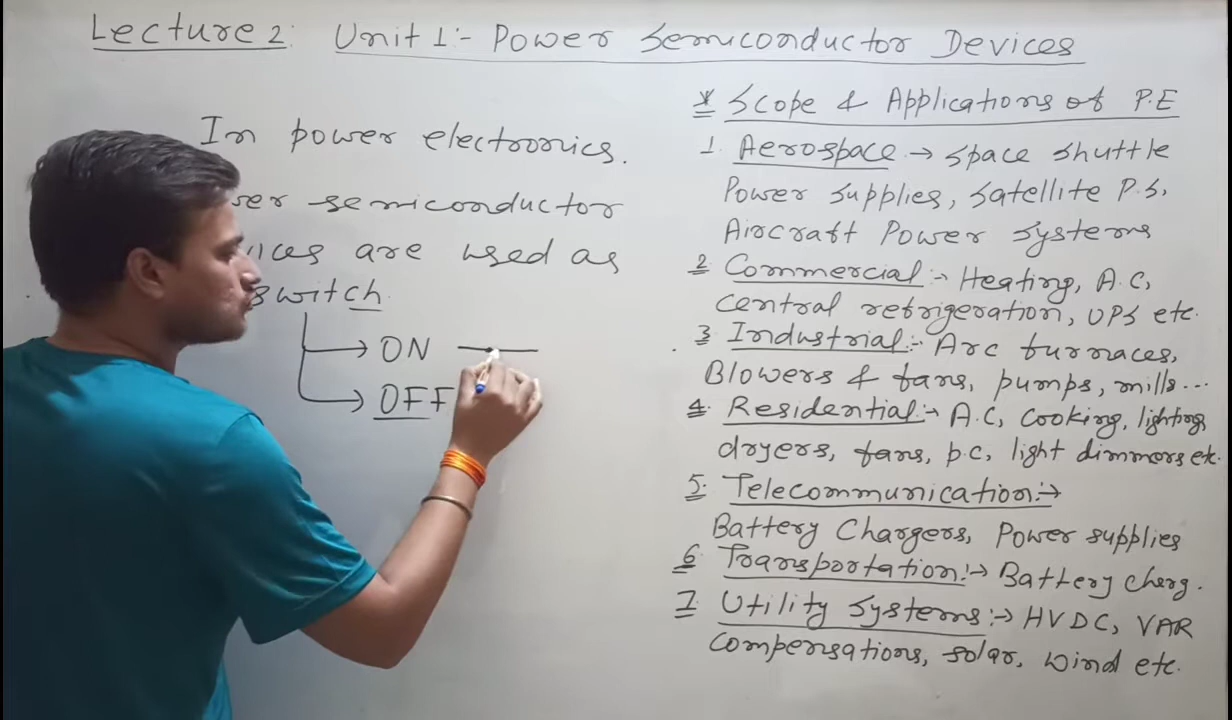 Lecture 2: Unit 1:- Power Semiconductor Devices
In power electronics.
semiconductor
are used as
switch
ON
OFF
* Scope & Applications of P.E
1. Aerospace → Space Shuttle
Power Supplies, Satellite P.S,
Aircraft Power Systems
2. Commercial:- Heating, A.C,
Central refrigeration, UPS etc.
3 Industrial:- Arc furnaces,
Blowers & fans, pumps, mills...
4. Residential:→ A.C, Cooking, lighting
dryers, fans, p.c, light dimmers etc.
5. Telecommunication:→
Battery Chargers, Power supplies
6 Transportation:→ Battery Cherg.
7. Utility Systems:→ HVDC, VAR
Compensations, solar, wind etc.